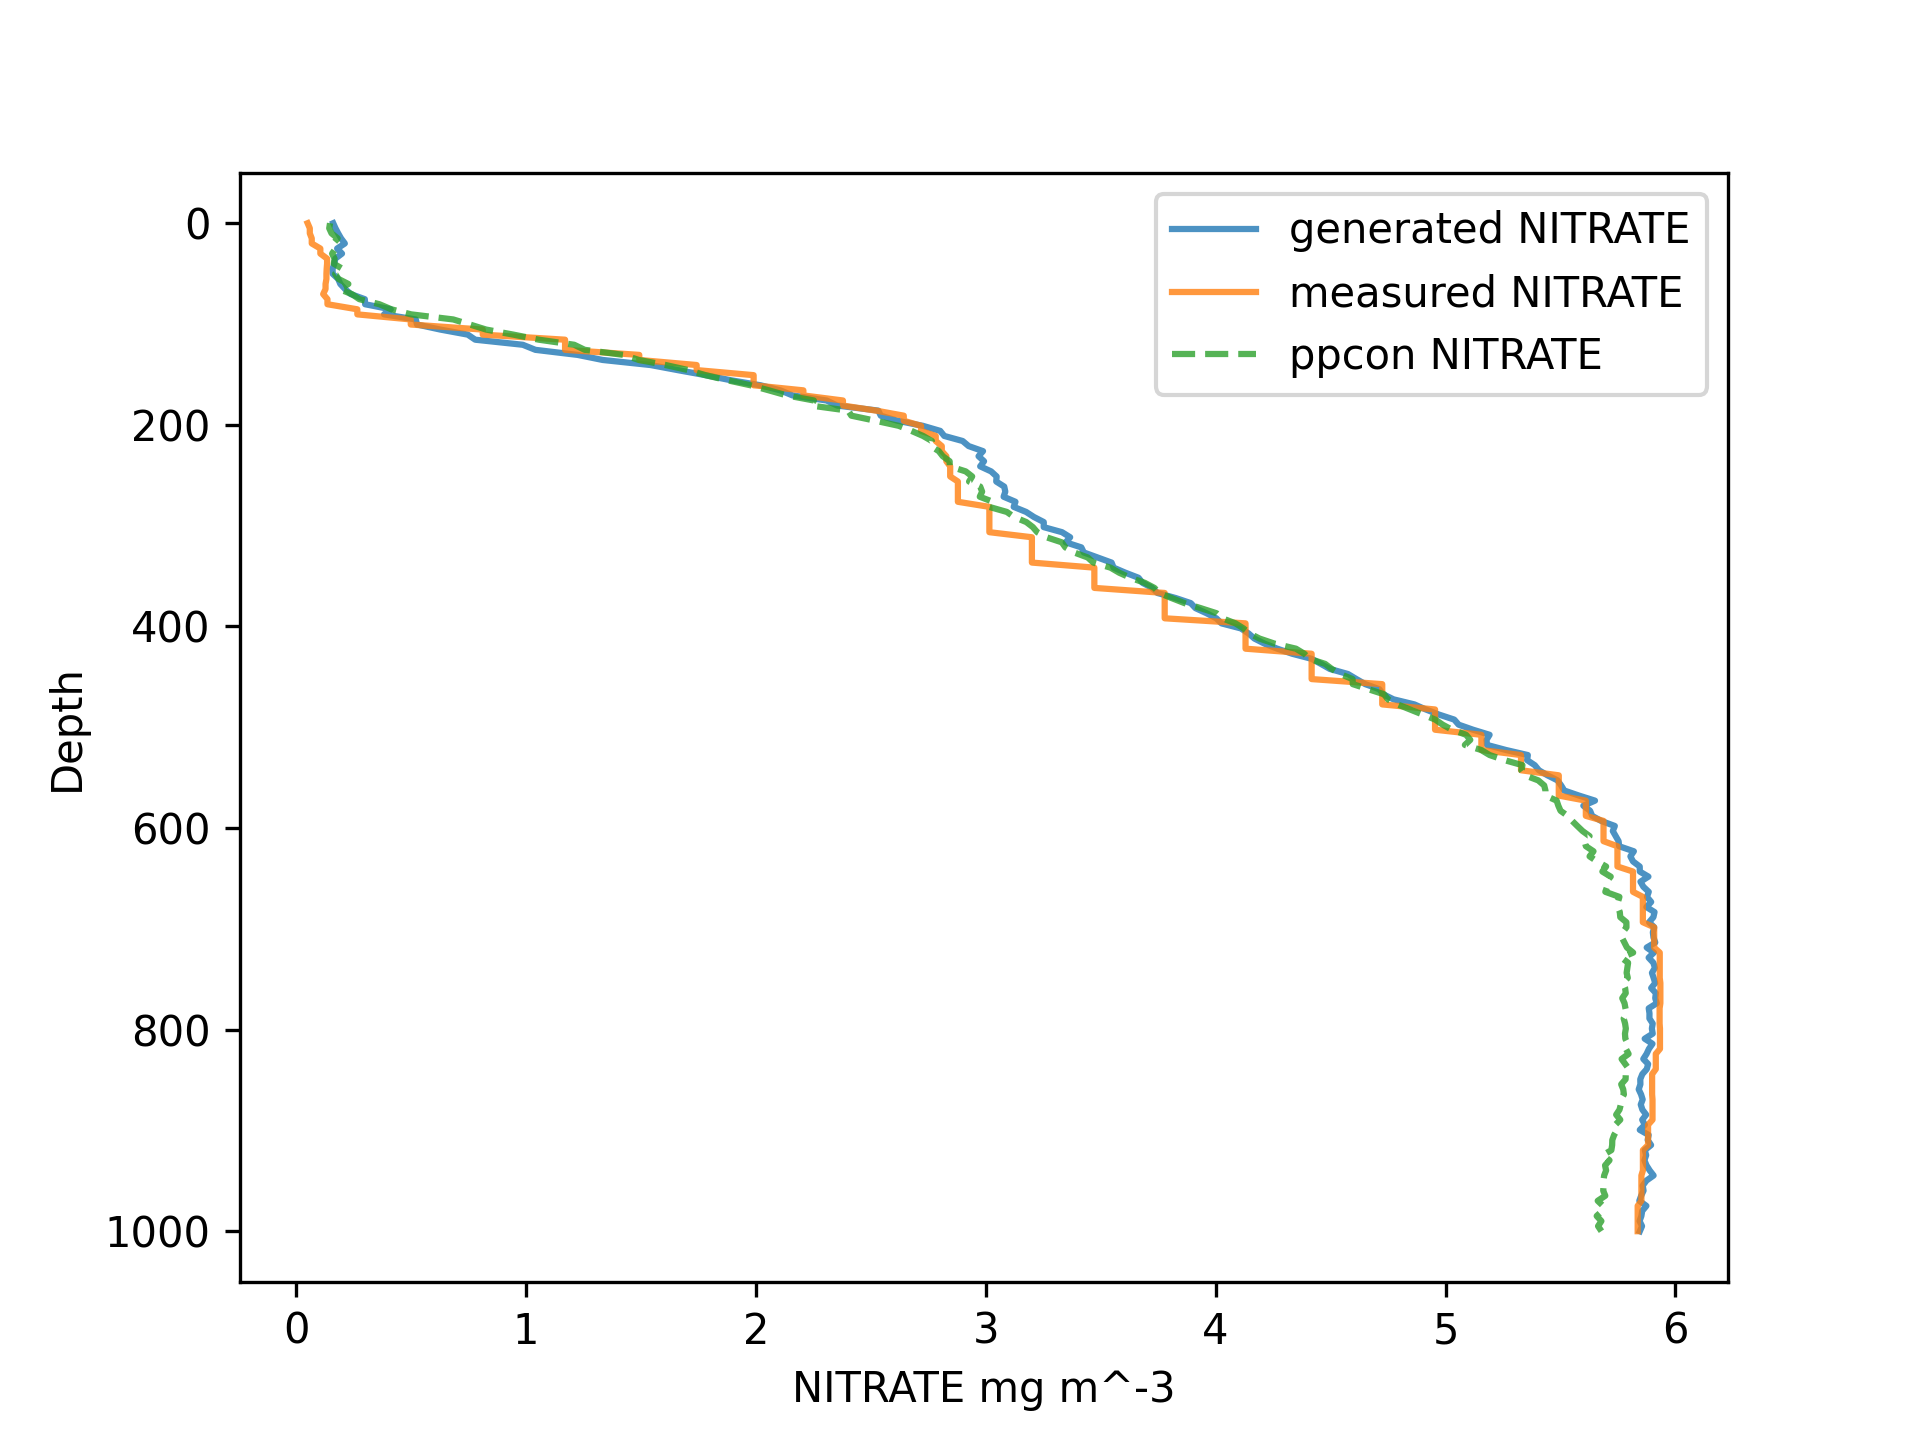 generated NITRATE
measured NITRATE
ppcon NITRATE
0
200
400
600
800
1000
Depth
0 1 2 3 4 5 6
NITRATE mg m^-3